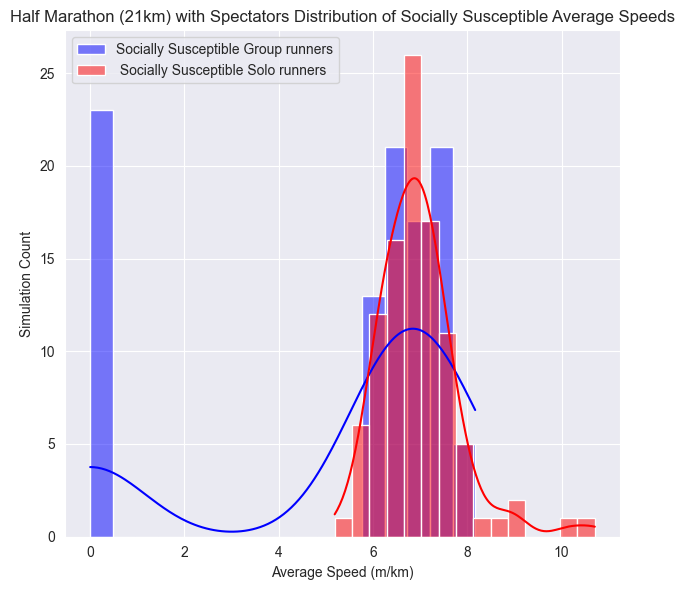 Half Marathon (21km) with Spectators Distribution of Socially Susceptible Average Speeds
Socially Susceptible Group runners
Socially Susceptible Solo runners
25
20
15
10
5
0
Simulation Count
0 2 4 6 8 10
Average Speed (m/km)